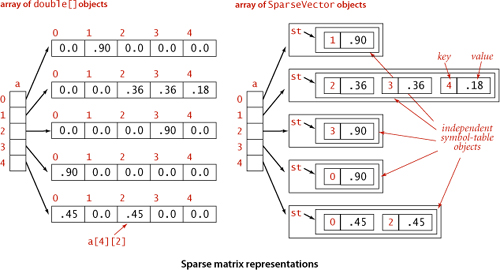 array of double[] objects
0 1 2 3 4
0.0 .90 0.0 0.0 0.0
0 1 2 3 4
0.0 0.0 .36 .36 .18
0 1 2 3 4
0.0 0.0 0.0 .90 0.0
0 1 2 3 4
.90 0.0 0.0 0.0 0.0
0 1 2 3 4
.45 0.0 .45 0.0 0.0
a
0
1
2
3
4
a[4][2]
array of SparseVector objects
st
1 .90
key
value
st
2 .36 3 .36 4 .18
st
3 .90
independent
symbol-table
objects
st
0 .90
st
0 .45 2 .45
a
0
1
2
3
4
Sparse matrix representations